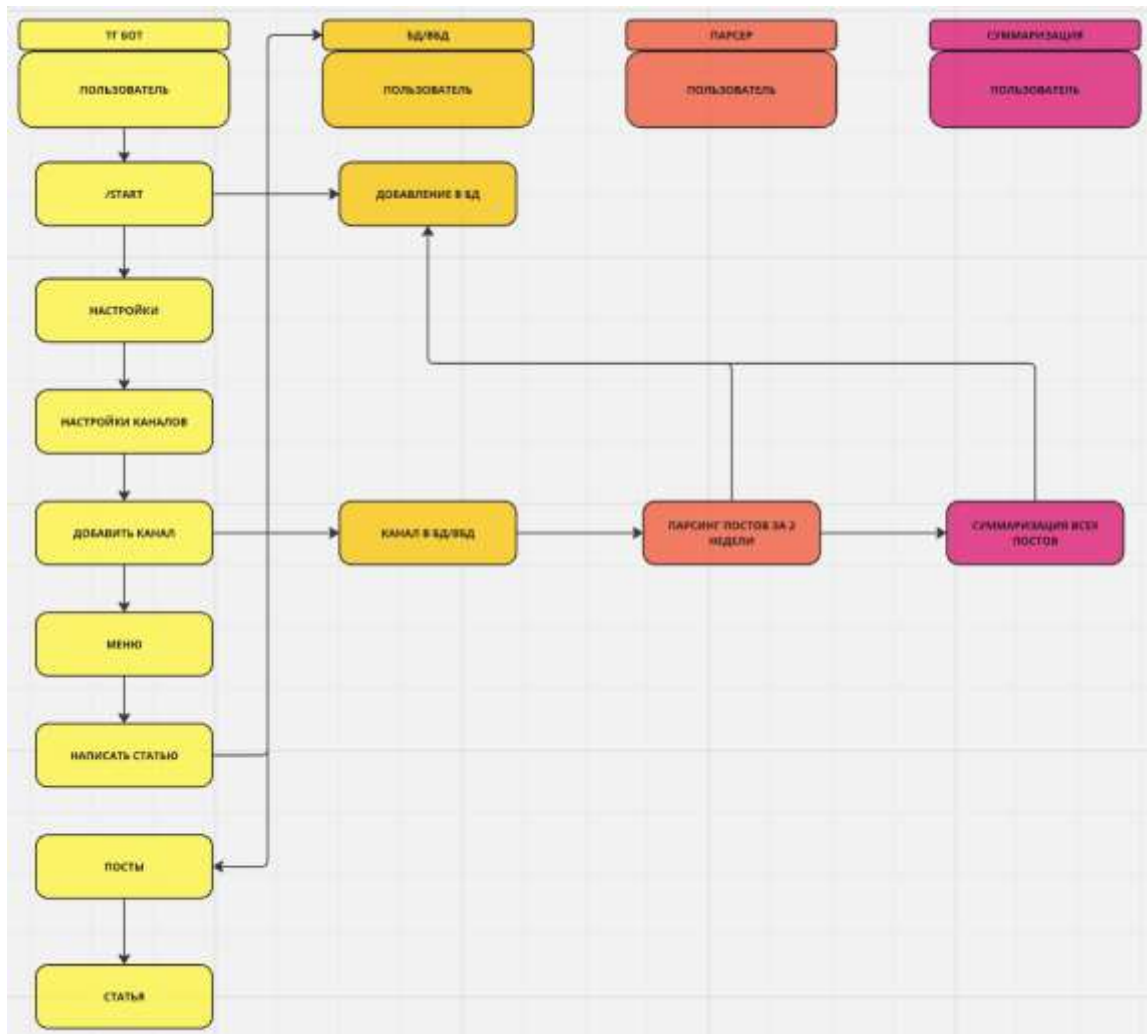 ТГ БОТ
БД/ВБД
ПАРСЕР
СУММАРИЗАЦИЯ
ПОЛЬЗОВАТЕЛЬ
ПОЛЬЗОВАТЕЛЬ
ПОЛЬЗОВАТЕЛЬ
ПОЛЬЗОВАТЕЛЬ
/START
ДОБАВЛЕНИЕ В БД
НАСТРОЙКИ
НАСТРОЙКИ КАНАЛОВ
ДОБАВИТЬ КАНАЛ
КАНАЛ В БД/ВБД
ПАРСИНГ ПОСТОВ ЗА 2
НЕДЕЛИ
СУММАРИЗАЦИЯ ВСЕХ
ПОСТОВ
МЕНЮ
НАПИСАТЬ СТАТЬЮ
ПОСТЫ
СТАТЬЯ